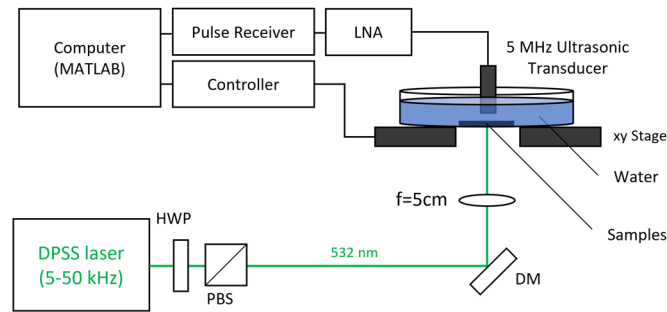 Computer
(MATLAB)
Pulse Receiver
LNA
Controller
5 MHz Ultrasonic
Transducer
xy Stage
Water
Samples
f=5cm
HWP
DPSS laser
(5-50 kHz)
PBS
532 nm
DM